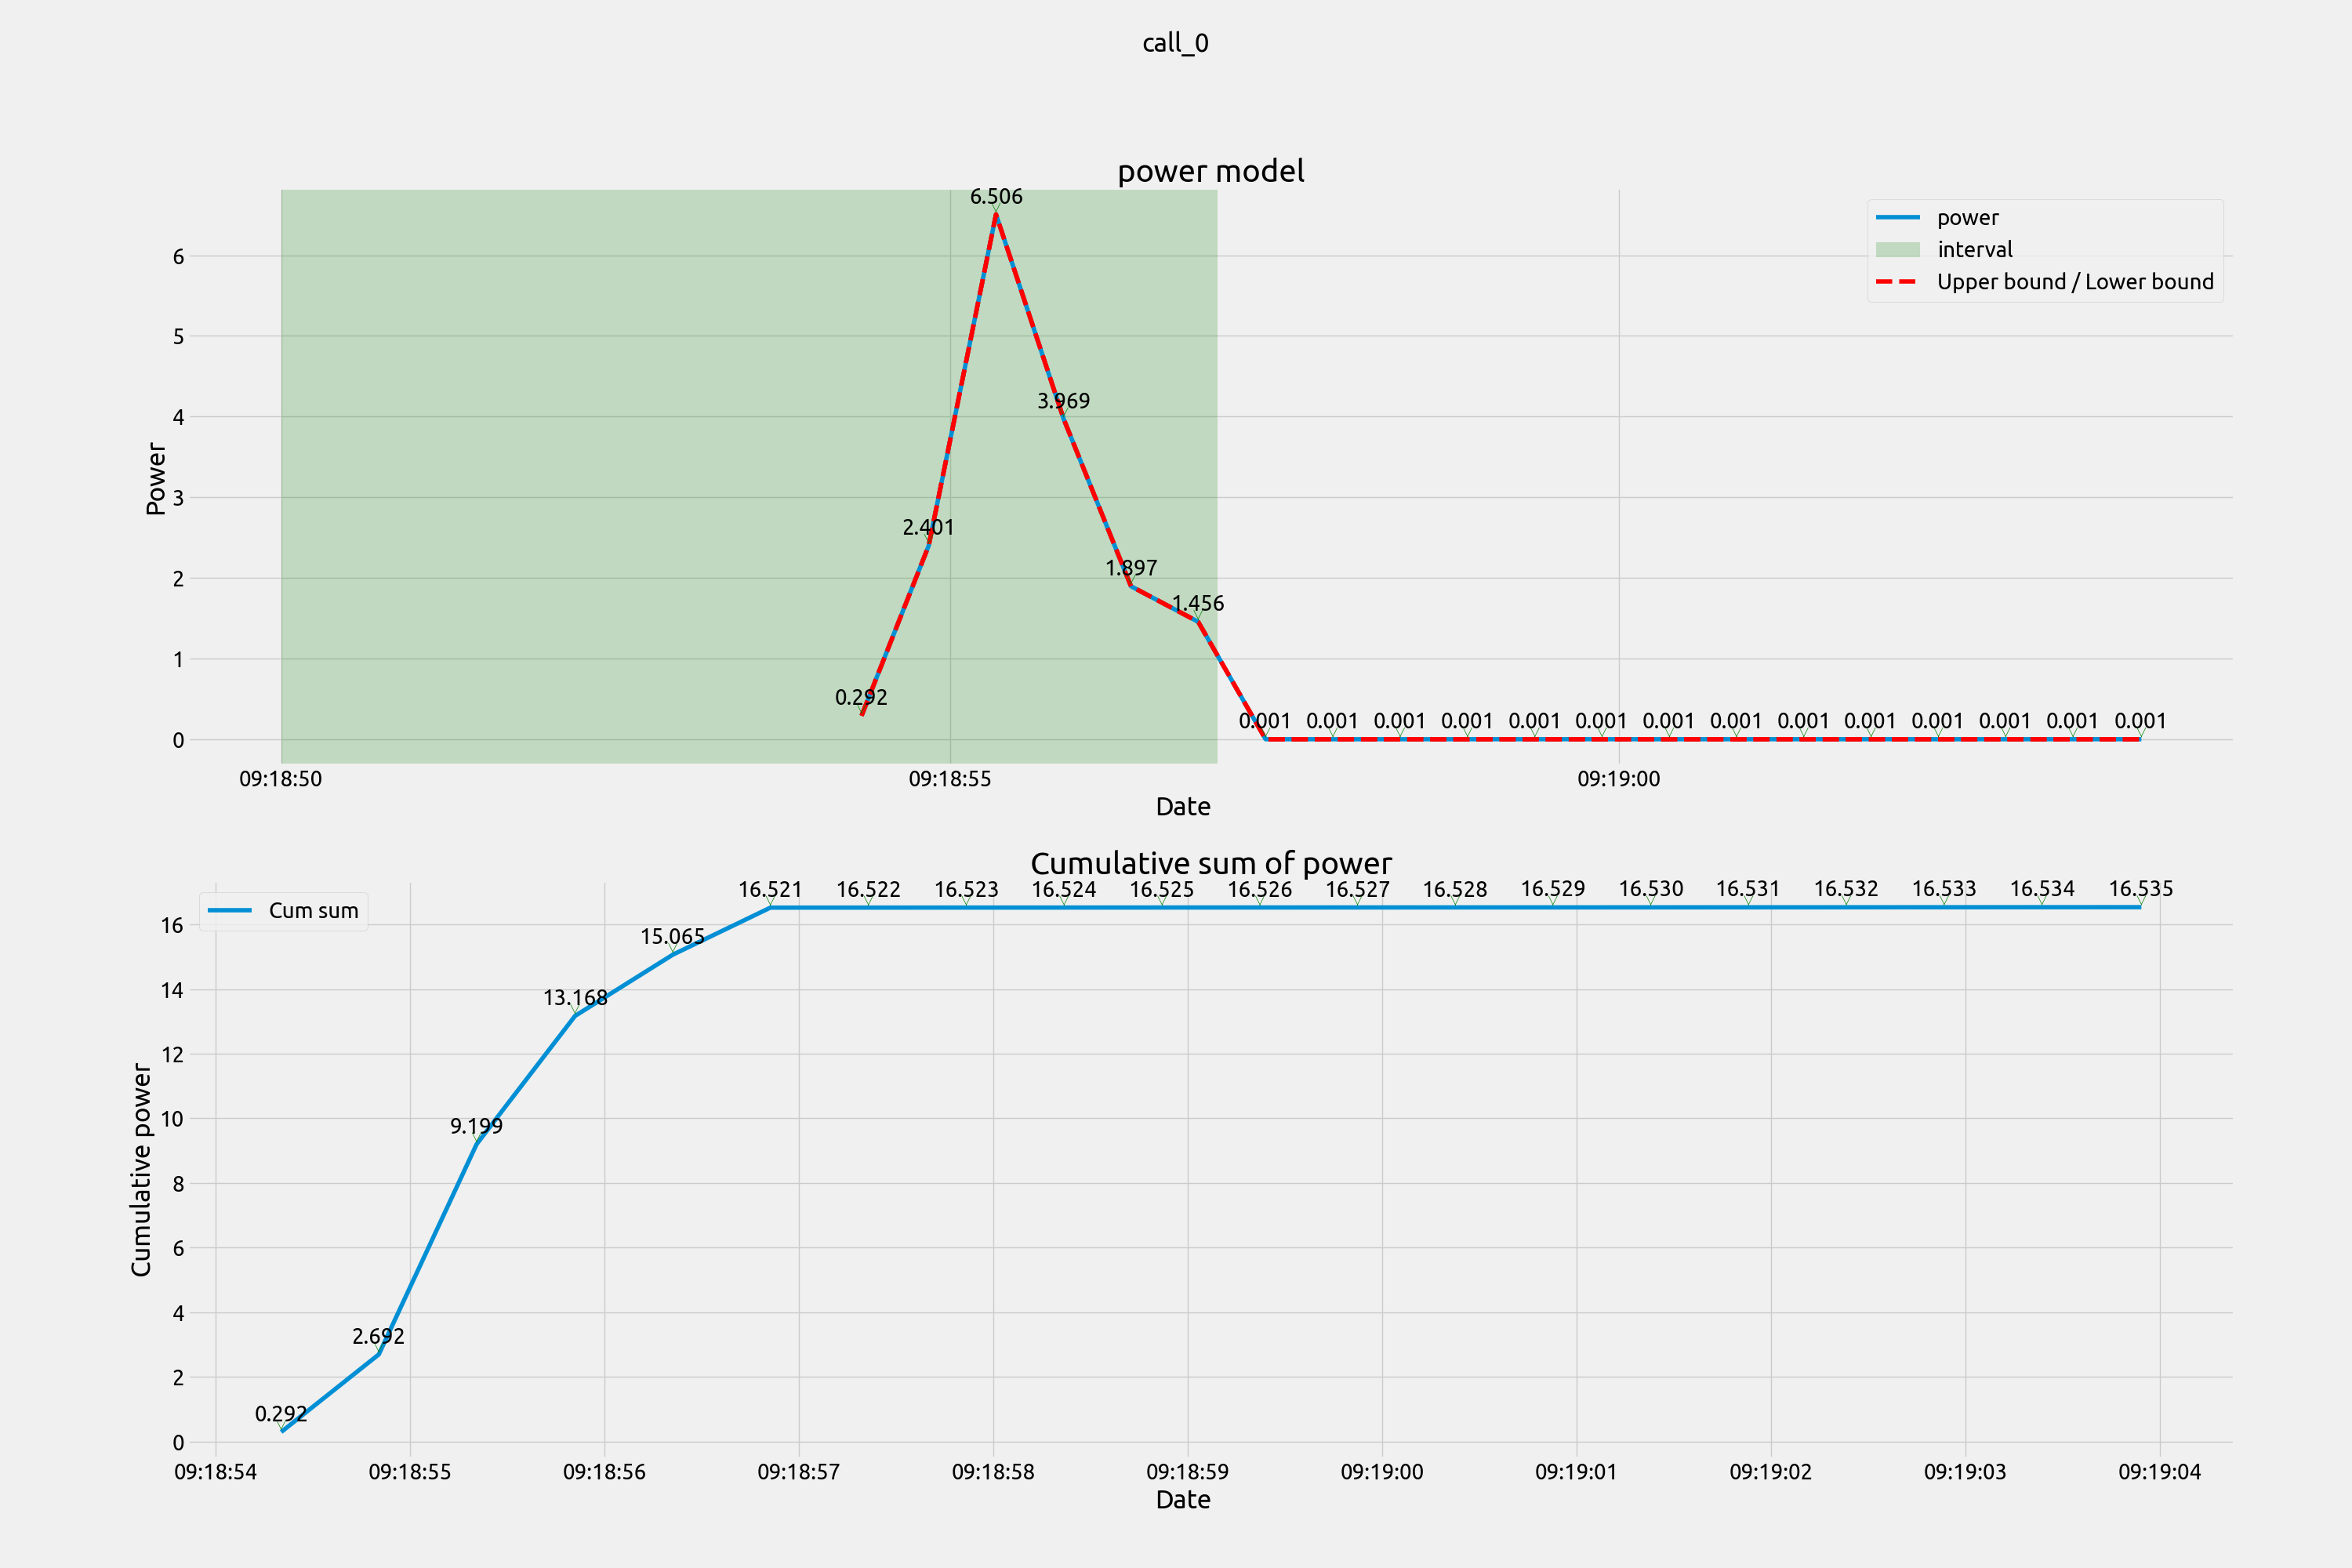 call_0
power model
6.506
3.969
2.401
1.897
1.456
0.292
0.001 0.001 0.001 0.001 0.001 0.001 0.001 0.001 0.001 0.001 0.001 0.001 0.001 0.001
power
interval
Upper bound / Lower bound
6
5
4
3
2
1
0
Power
09:18:50 09:18:55 09:19:00
Date
Cumulative sum of power
16.521 16.522 16.523 16.524 16.525 16.526 16.527 16.528 16.529 16.530 16.531 16.532 16.533 16.534 16.535
Cum sum
15.065
13.168
9.199
2.692
0.292
16
14
12
10
8
6
4
2
0
Cumulative power
09:18:54 09:18:55 09:18:56 09:18:57 09:18:58 09:18:59 09:19:00 09:19:01 09:19:02 09:19:03 09:19:04
Date